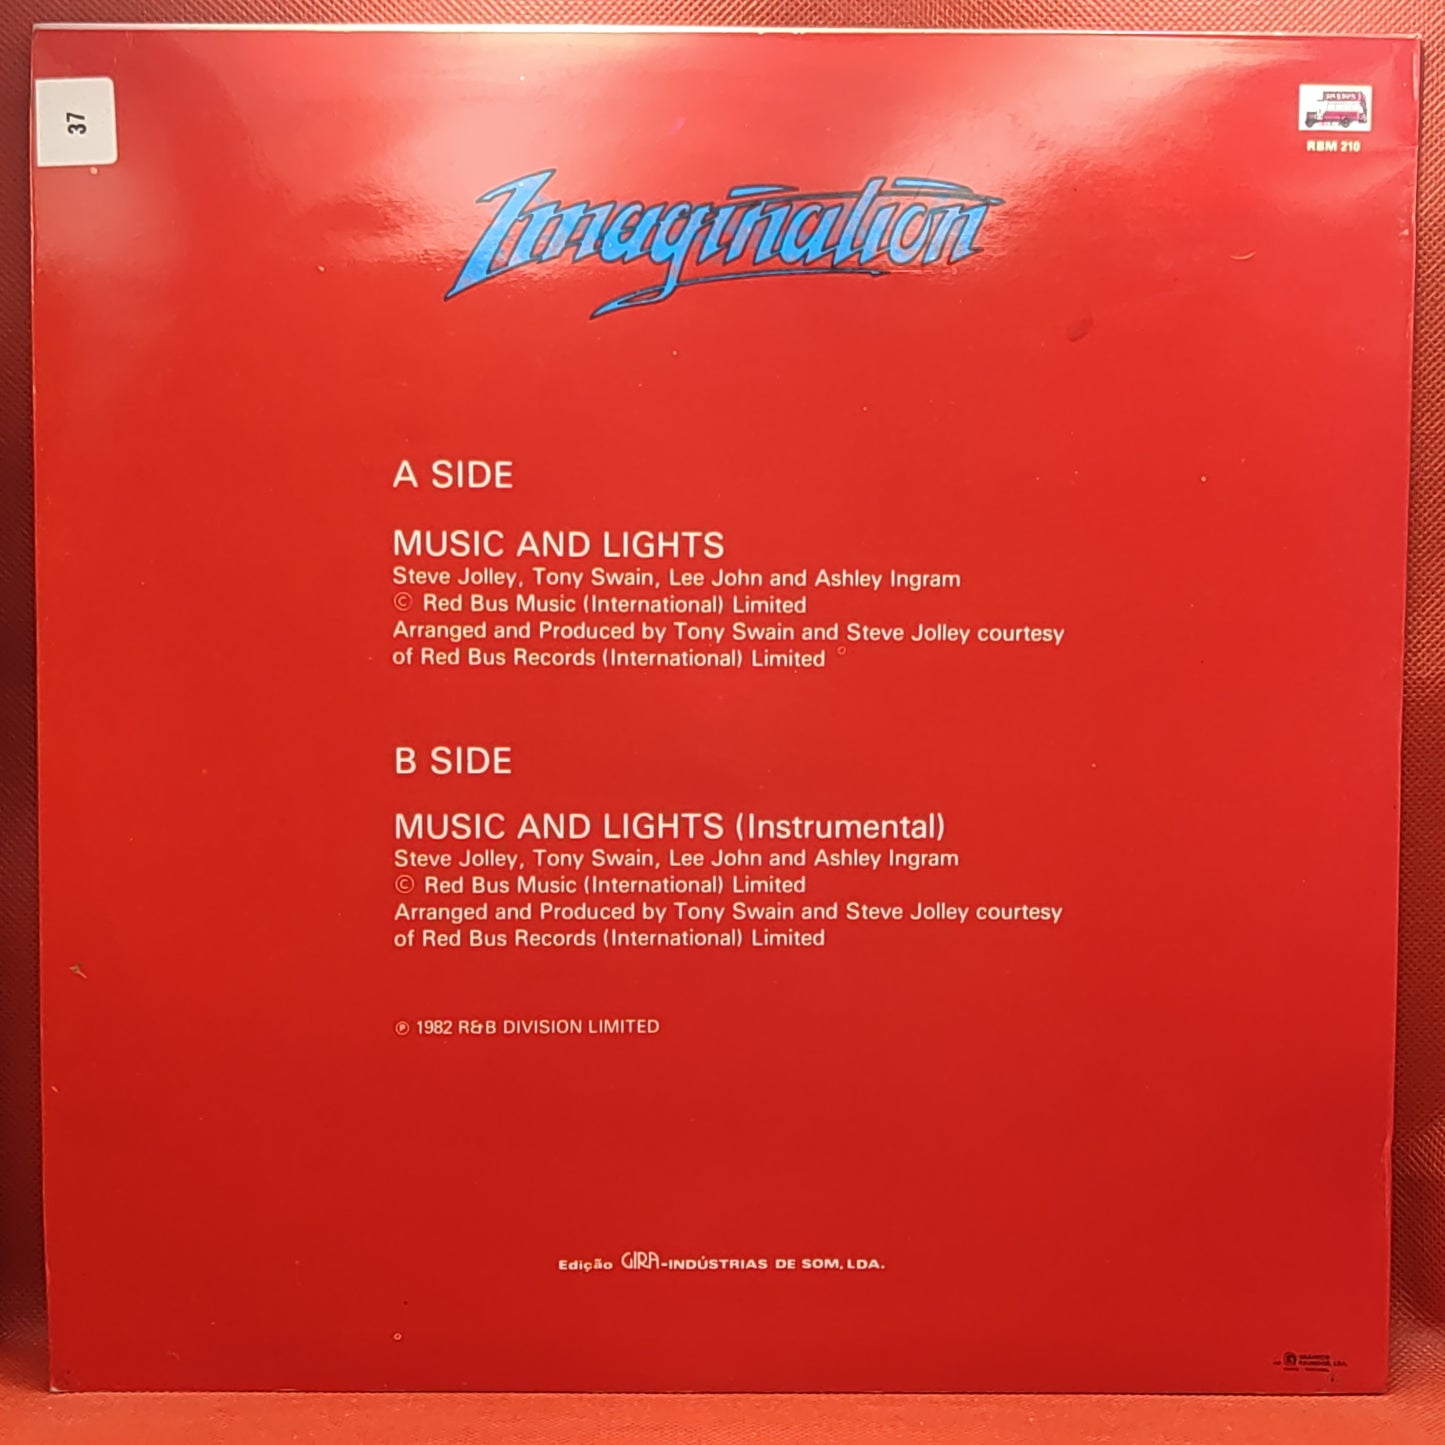 37
RBM 210
Imagination
A SIDE
MUSIC AND LIGHTS
Steve Jolley, Tony Swain, Lee John and Ashley Ingram
© Red Bus Music (International) Limited
Arranged and Produced by Tony Swain and Steve Jolley courtesy
of Red Bus Records (International) Limited
B SIDE
MUSIC AND LIGHTS (Instrumental)
Steve Jolley, Tony Swain, Lee John and Ashley Ingram
© Red Bus Music (International) Limited
Arranged and Produced by Tony Swain and Steve Jolley courtesy
of Red Bus Records (International) Limited
℗ 1982 R&B DIVISION LIMITED
Edição GIRA-INDÚSTRIAS DE SOM, LDA.